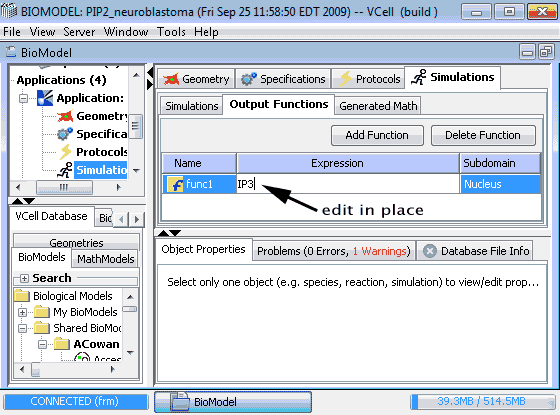 BIOMODEL: PIP2_neuroblastoma (Fri Sep 25 11:58:50 EDT 2009) -- VCell (build )
File View Server Window Tools Help
BioModel
Applications (4)
Application:
Geometry
Specifica
Protocols
Simulatio
VCell Database Bi
Geometries
BioModels MathModels
Search
Biological Models
My BioModels
Shared BioMod
ACowan
Acces
Geometry Specifications Protocols Simulations
Simulations Output Functions Generated Math
Add Function Delete Function
Name Expression Subdomain
func1 IP3 Nucleus
edit in place
Object Properties Problems (0 Errors, 1 Warnings) Database File Info
Select only one object (e.g. species, reaction, simulation) to view/edit prop...
CONNECTED (frm) BioModel 39.3MB / 514.5MB